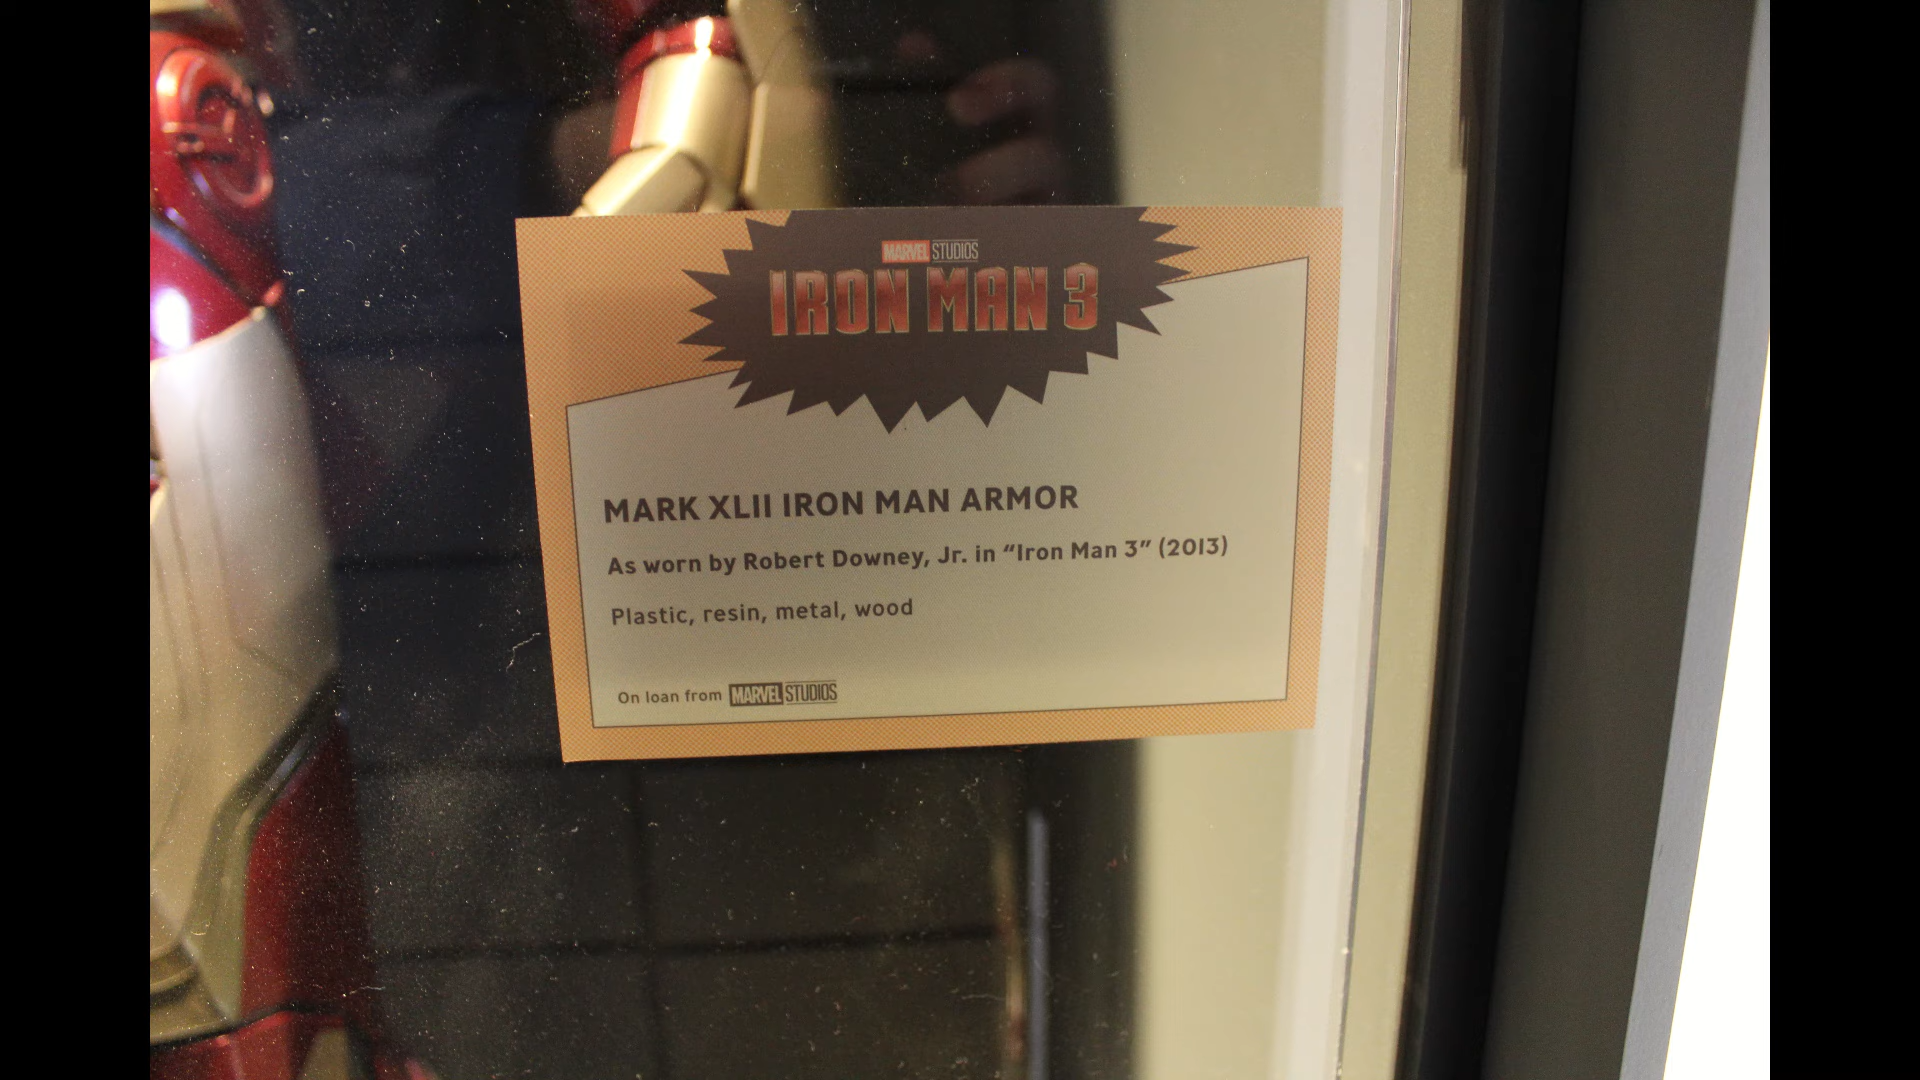 MARVEL STUDIOS
IRON MAN 3
MARK XLII IRON MAN ARMOR
As worn by Robert Downey, Jr. in “Iron Man 3” (2013)
Plastic, resin, metal, wood
On loan from MARVEL STUDIOS